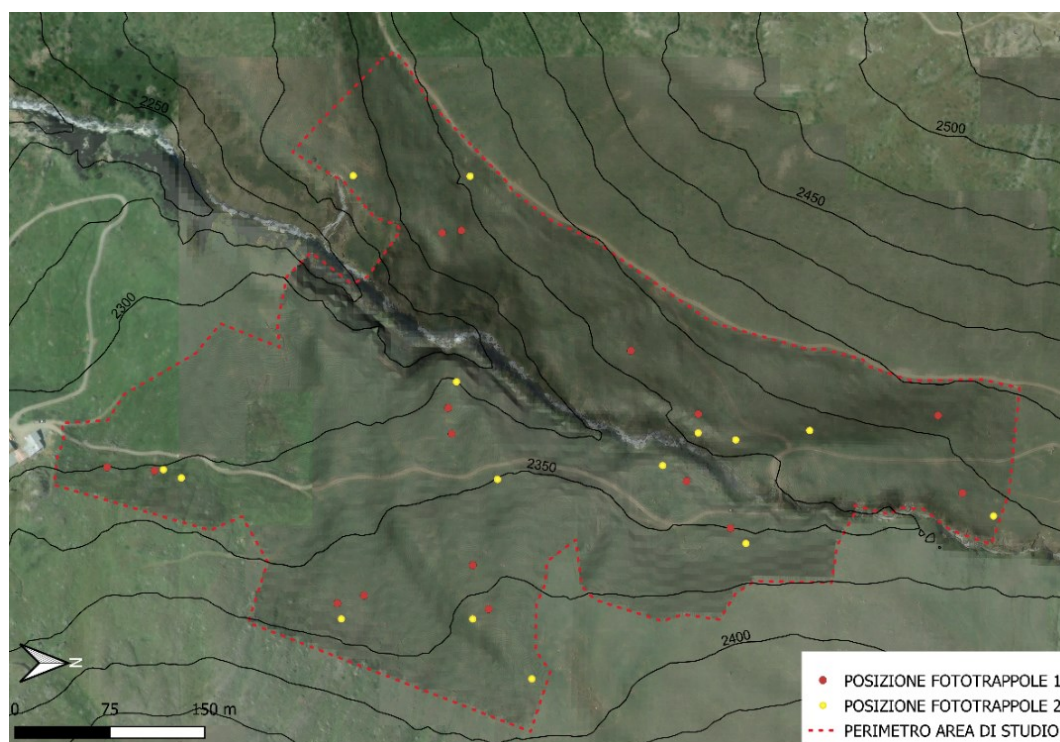 2250
2500
2450
2300
2350
2400
N
0 75 150 m
POSIZIONE FOTOTRAPPOLE 1
POSIZIONE FOTOTRAPPOLE 2
PERIMETRO AREA DI STUDIO